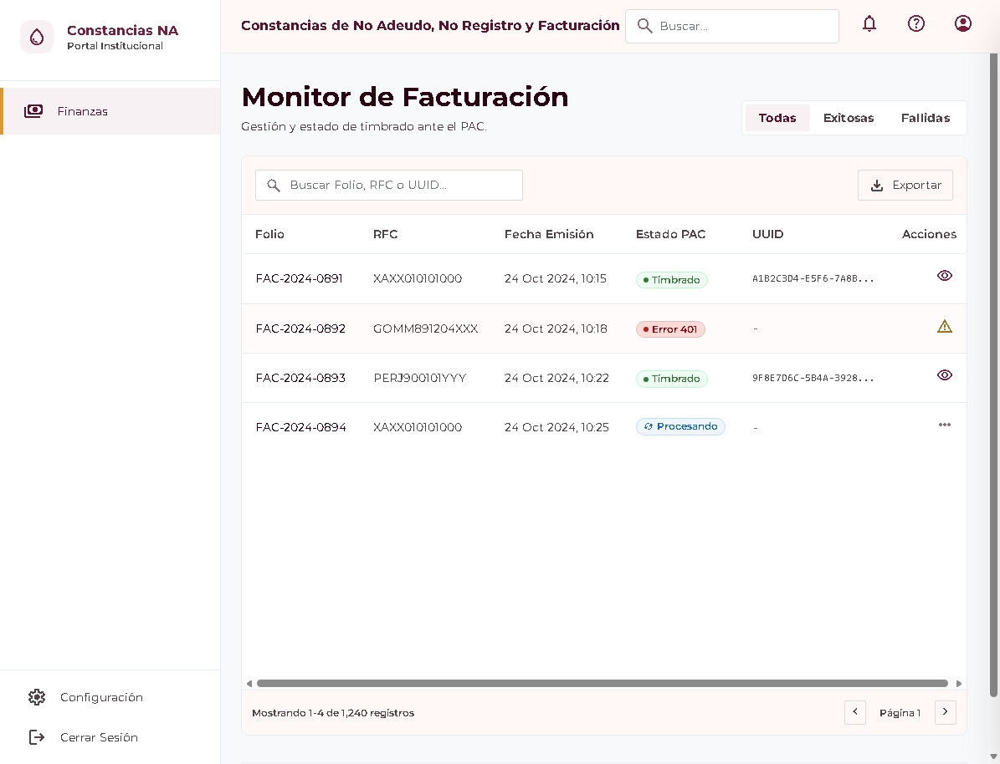 Constancias NA
Portal Institucional
Constancias de No Adeudo, No Registro y Facturación
Buscar...
Finanzas
Monitor de Facturación
Gestión y estado de timbrado ante el PAC.
Todas Exitosas Fallidas
Buscar Folio, RFC o UUID...
Exportar
Folio RFC Fecha Emisión Estado PAC UUID Acciones
FAC-2024-0891 XAXX010101000 24 Oct 2024, 10:15 Timbrado A1B2C3D4-E5F6-7A8B...
FAC-2024-0892 GOMM891204XXX 24 Oct 2024, 10:18 Error 401 -
FAC-2024-0893 PERJ900101YYY 24 Oct 2024, 10:22 Timbrado 9F8E7D6C-5B4A-3928...
FAC-2024-0894 XAXX010101000 24 Oct 2024, 10:25 Procesando -
Mostrando 1-4 de 1,240 registros
Página 1
Configuración
Cerrar Sesión